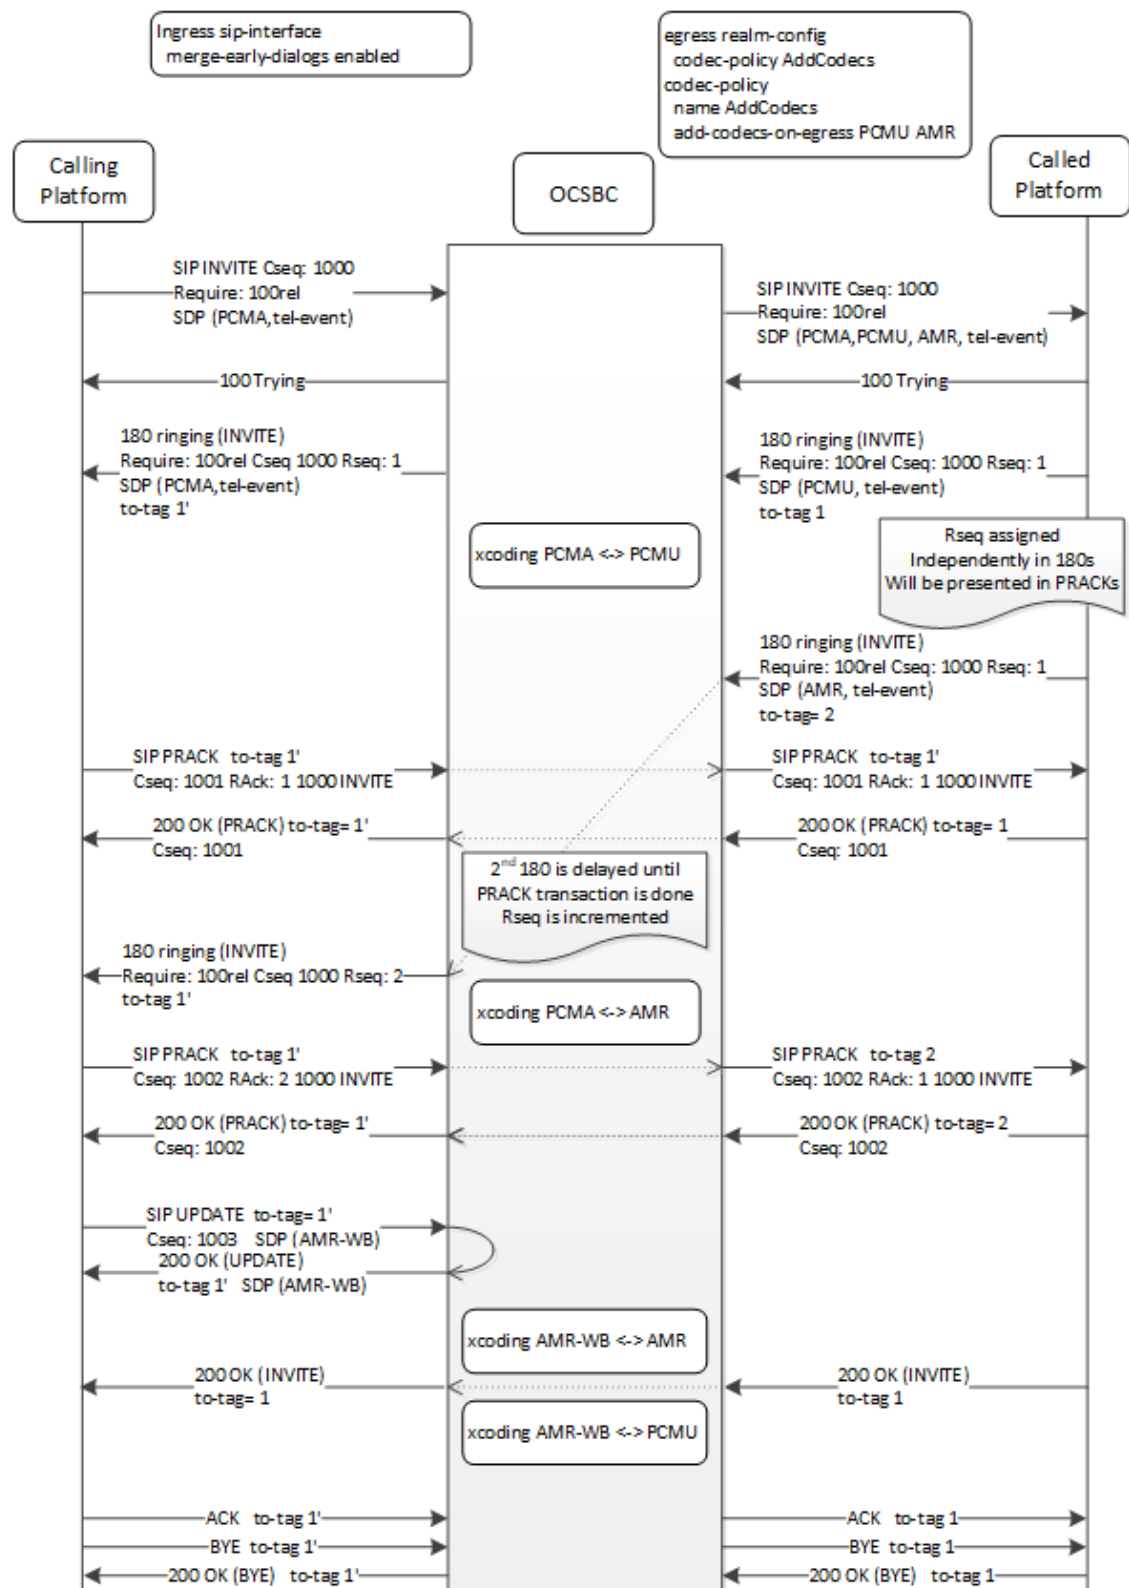 Ingress sip-interface
merge-early-dialogs enabled
egress realm-config
codec-policy AddCodecs
codec-policy
name AddCodecs
add-codecs-on-egress PCMU AMR
Calling
Platform
OCSBC
Called
Platform
SIP INVITE Cseq: 1000
Require: 100rel
SDP (PCMA,tel-event)
SIP INVITE Cseq: 1000
Require: 100rel
SDP (PCMA,PCMU, AMR, tel-event)
100 Trying
100 Trying
180 ringing (INVITE)
Require: 100rel Cseq 1000 Rseq: 1
SDP (PCMA,tel-event)
to-tag 1'
180 ringing (INVITE)
Require: 100rel Cseq: 1000 Rseq: 1
SDP (PCMU, tel-event)
to-tag 1
xcoding PCMA <-> PCMU
Rseq assigned
Independently in 180s
Will be presented in PRACKs
180 ringing (INVITE)
Require: 100rel Cseq: 1000 Rseq: 1
SDP (AMR, tel-event)
to-tag= 2
SIP PRACK to-tag 1'
Cseq: 1001 RAck: 1 1000 INVITE
SIP PRACK to-tag 1'
Cseq: 1001 RAck: 1 1000 INVITE
200 OK (PRACK) to-tag= 1'
Cseq: 1001
200 OK (PRACK) to-tag= 1
Cseq: 1001
2nd 180 is delayed until
PRACK transaction is done
Rseq is incremented
180 ringing (INVITE)
Require: 100rel Cseq 1000 Rseq: 2
to-tag 1'
xcoding PCMA <-> AMR
SIP PRACK to-tag 1'
Cseq: 1002 RAck: 2 1000 INVITE
SIP PRACK to-tag 2
Cseq: 1002 RAck: 1 1000 INVITE
200 OK (PRACK) to-tag= 1'
Cseq: 1002
200 OK (PRACK) to-tag= 2
Cseq: 1002
SIP UPDATE to-tag= 1'
Cseq: 1003 SDP (AMR-WB)
200 OK (UPDATE)
to-tag 1' SDP (AMR-WB)
xcoding AMR-WB <-> AMR
200 OK (INVITE)
to-tag= 1
200 OK (INVITE)
to-tag 1
xcoding AMR-WB <-> PCMU
ACK to-tag 1'
ACK to-tag 1
BYE to-tag 1'
BYE to-tag 1
200 OK (BYE) to-tag 1'
200 OK (BYE) to-tag 1